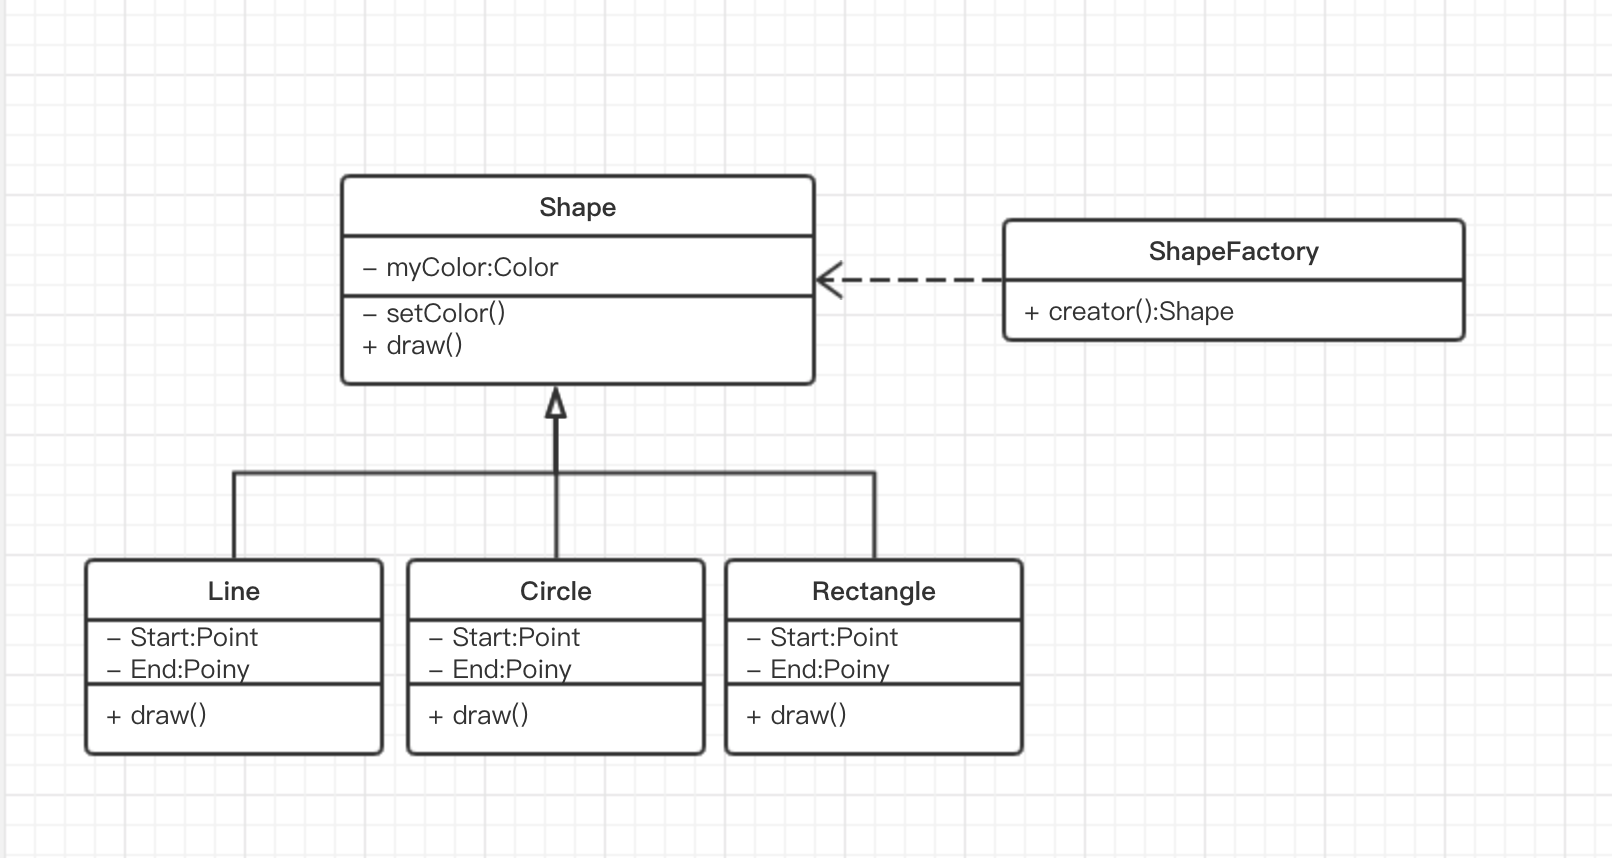 Shape
– myColor:Color
– setColor()
+ draw()
ShapeFactory
+ creator():Shape
Line
– Start:Point
– End:Poiny
+ draw()
Circle
– Start:Point
– End:Poiny
+ draw()
Rectangle
– Start:Point
– End:Poiny
+ draw()